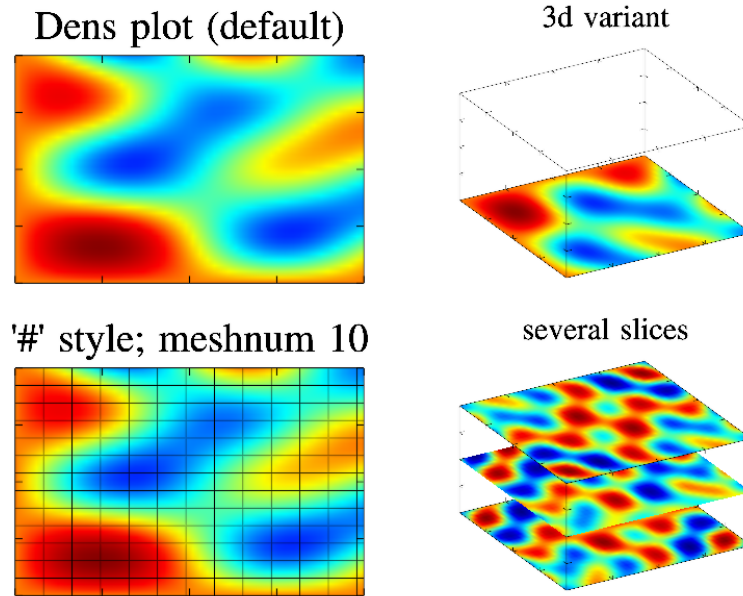 Dens plot (default)
3d variant
'#' style; meshnum 10
several slices